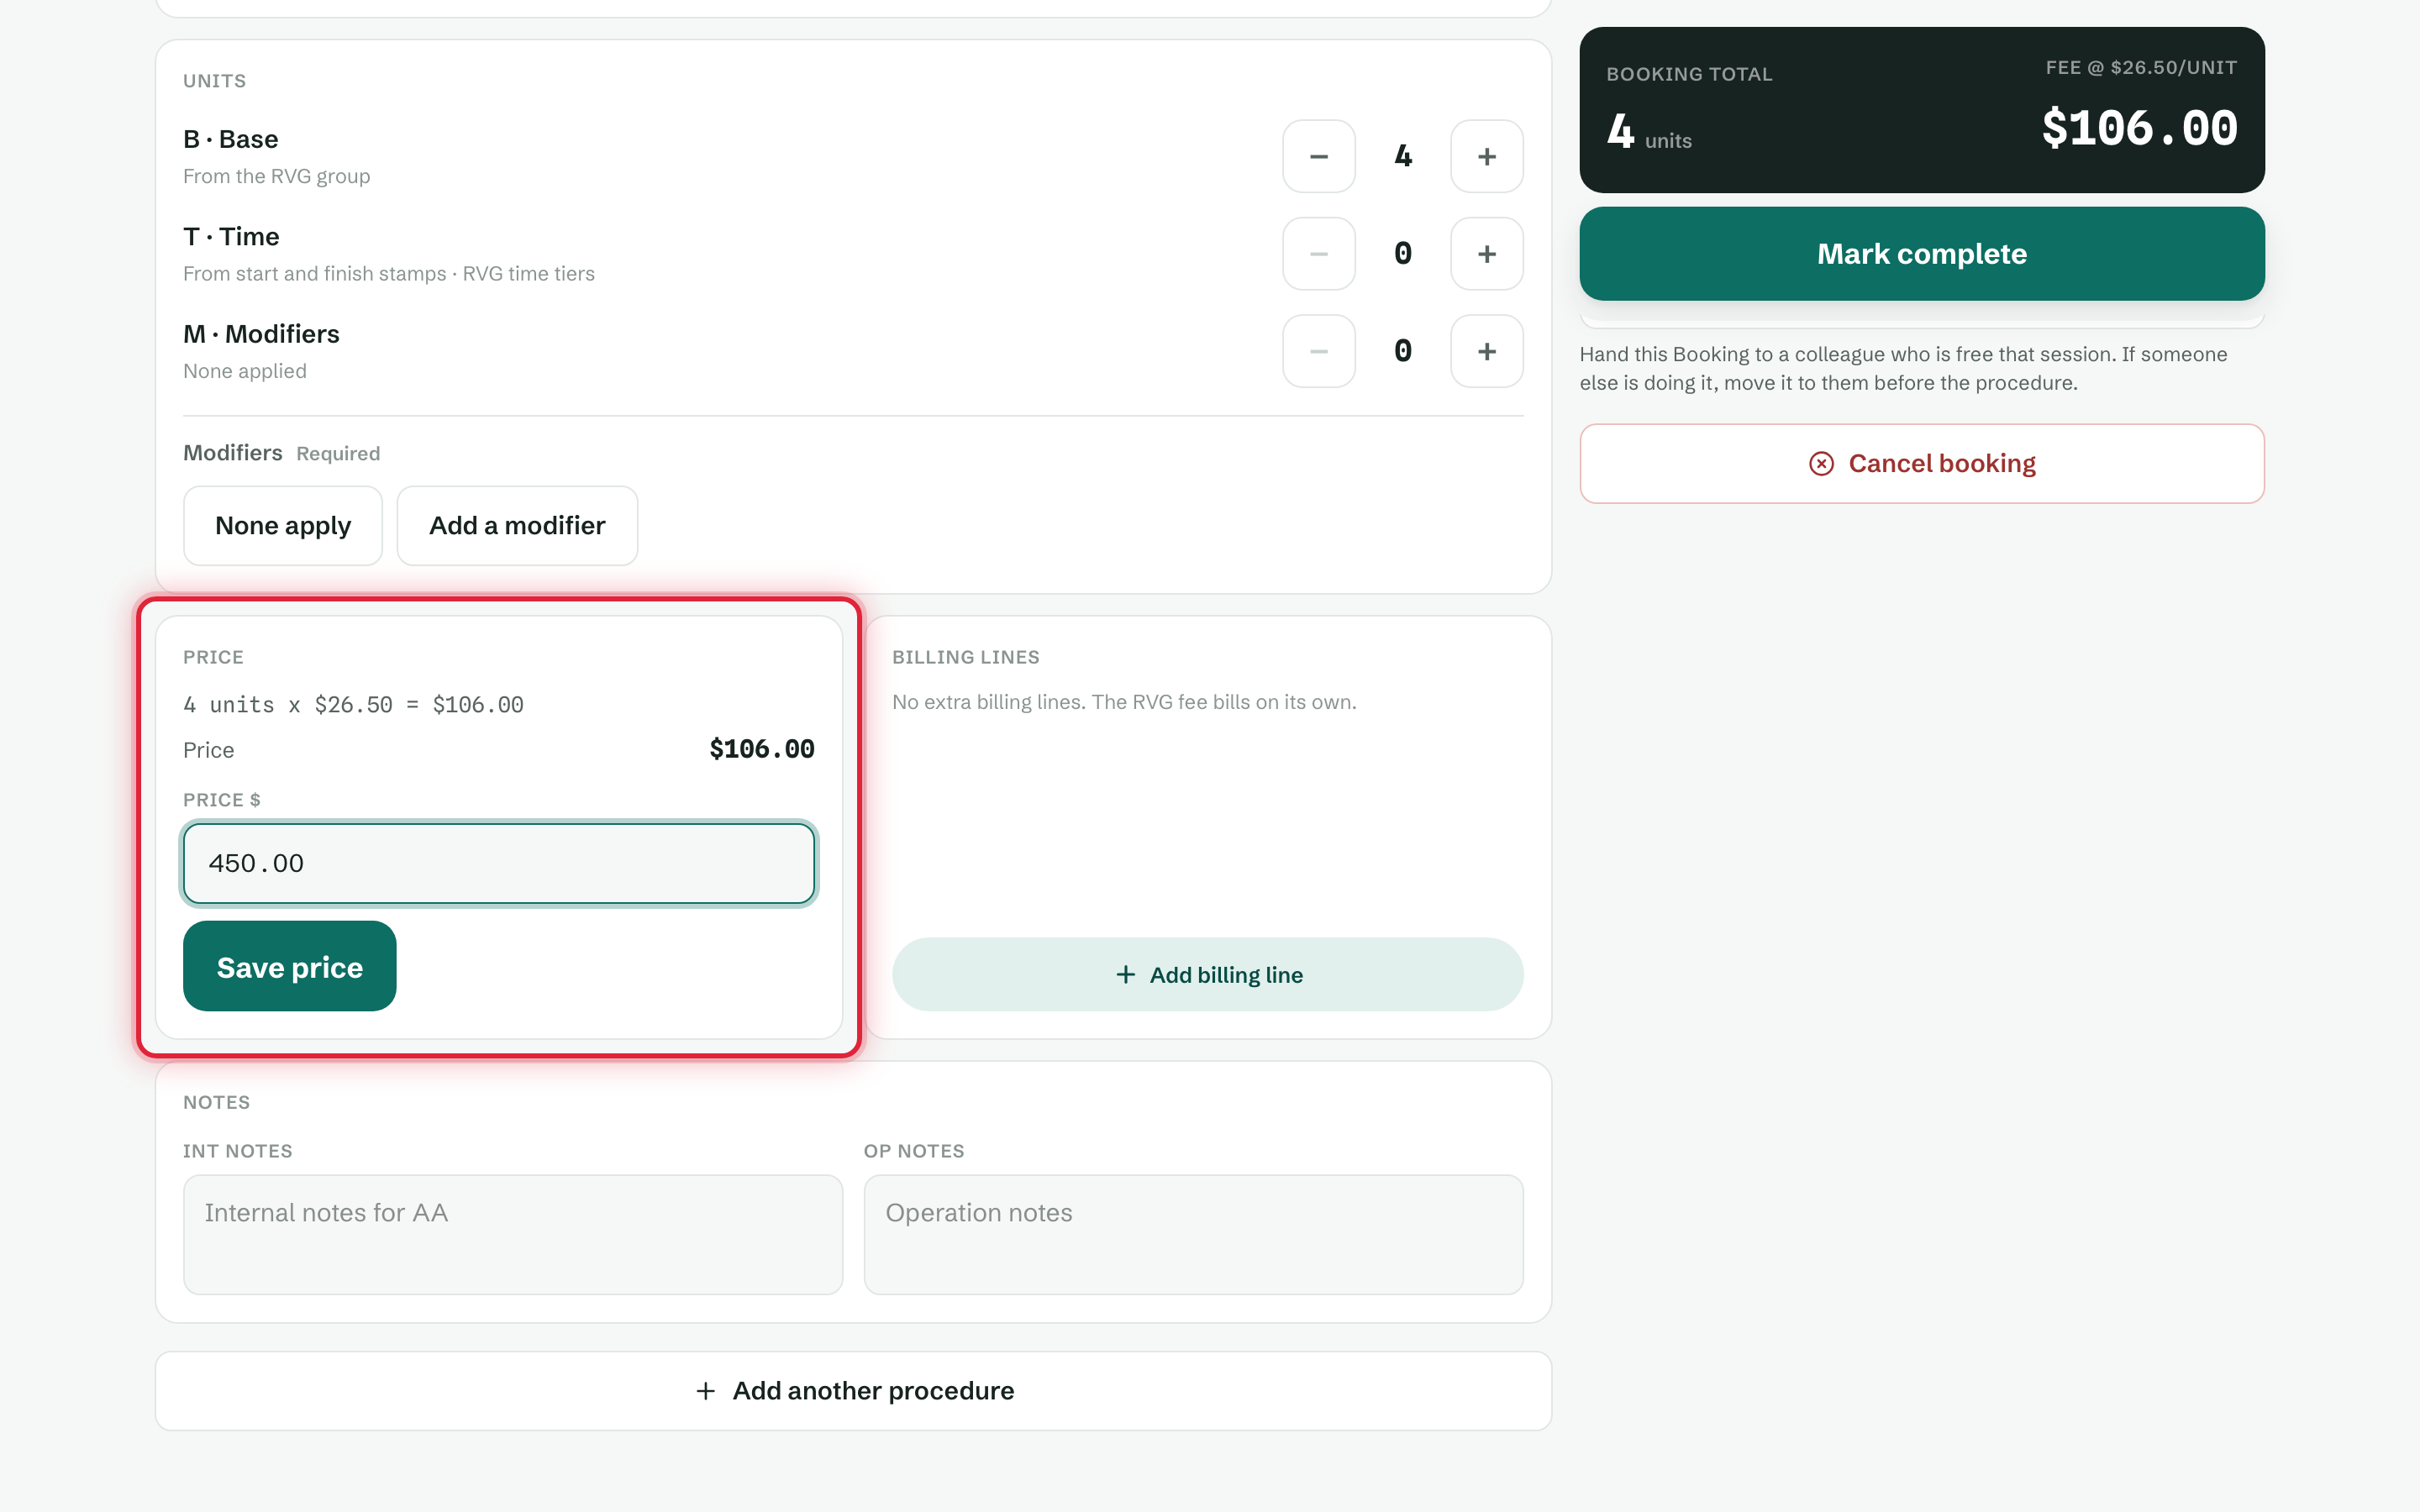 UNITS
B · Base
From the RVG group
− 4 +
T · Time
From start and finish stamps · RVG time tiers
− 0 +
M · Modifiers
None applied
− 0 +
Modifiers Required
None apply
Add a modifier
PRICE
4 units x $26.50 = $106.00
Price $106.00
PRICE $
450.00
Save price
BILLING LINES
No extra billing lines. The RVG fee bills on its own.
+ Add billing line
NOTES
INT NOTES
Internal notes for AA
OP NOTES
Operation notes
+ Add another procedure
BOOKING TOTAL
4 units
FEE @ $26.50/UNIT
$106.00
Mark complete
Hand this Booking to a colleague who is free that session. If someone
else is doing it, move it to them before the procedure.
Cancel booking